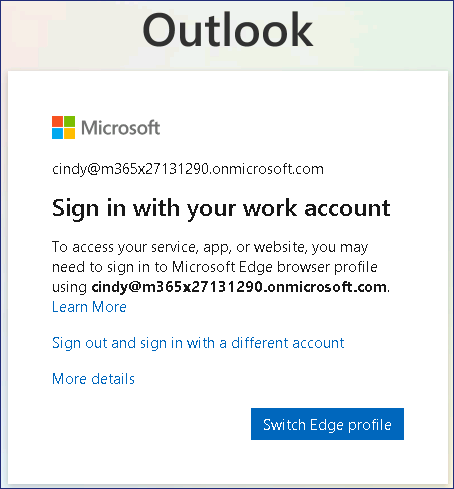 Outlook
Microsoft
cindy@m365x27131290.onmicrosoft.com
Sign in with your work account
To access your service, app, or website, you may
need to sign in to Microsoft Edge browser profile
using cindy@m365x27131290.onmicrosoft.com.
Learn More
Sign out and sign in with a different account
More details
Switch Edge profile